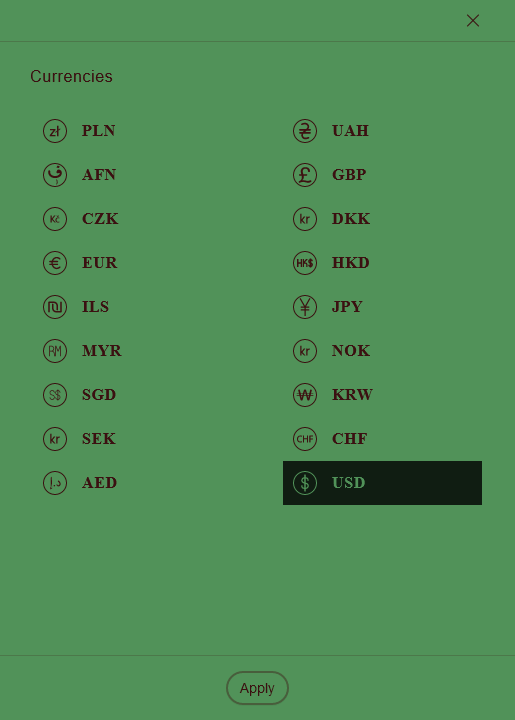 Currencies
zł PLN
₴ UAH
؋ AFN
£ GBP
Kč CZK
kr DKK
€ EUR
HK$ HKD
₪ ILS
¥ JPY
RM MYR
kr NOK
S$ SGD
₩ KRW
kr SEK
CHF CHF
د.إ AED
$ USD
Apply